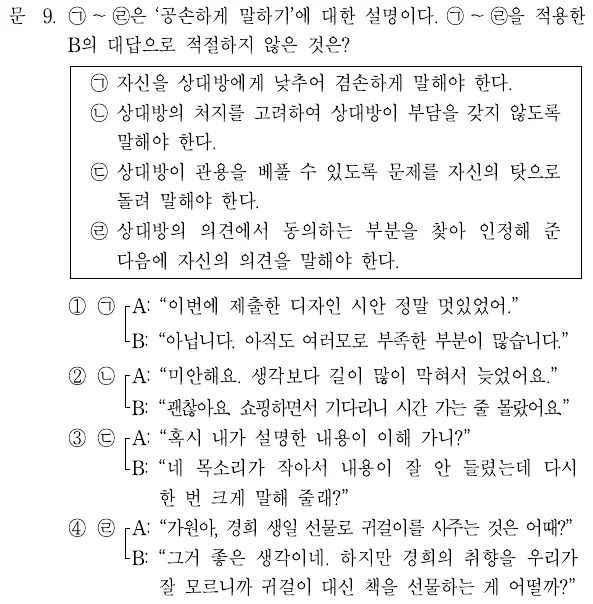 문 9. ㉠ ~ ㉣은 ‘공손하게 말하기’에 대한 설명이다. ㉠ ~ ㉣을 적용한
B의 대답으로 적절하지 않은 것은?
㉠ 자신을 상대방에게 낮추어 겸손하게 말해야 한다.
㉡ 상대방의 처지를 고려하여 상대방이 부담을 갖지 않도록
말해야 한다.
㉢ 상대방이 관용을 베풀 수 있도록 문제를 자신의 탓으로
돌려 말해야 한다.
㉣ 상대방의 의견에서 동의하는 부분을 찾아 인정해 준
다음에 자신의 의견을 말해야 한다.
① ㉠ A: “이번에 제출한 디자인 시안 정말 멋있었어.”
B: “아닙니다. 아직도 여러모로 부족한 부분이 많습니다.”
② ㉡ A: “미안해요. 생각보다 길이 많이 막혀서 늦었어요.”
B: “괜찮아요. 쇼핑하면서 기다리니 시간 가는 줄 몰랐어요.”
③ ㉢ A: “혹시 내가 설명한 내용이 이해 가니?”
B: “네 목소리가 작아서 내용이 잘 안 들렸는데 다시
한 번 크게 말해 줄래?”
④ ㉣ A: “가원아, 경희 생일 선물로 귀걸이를 사주는 것은 어때?”
B: “그거 좋은 생각이네. 하지만 경희의 취향을 우리가
잘 모르니까 귀걸이 대신 책을 선물하는 게 어떨까?”